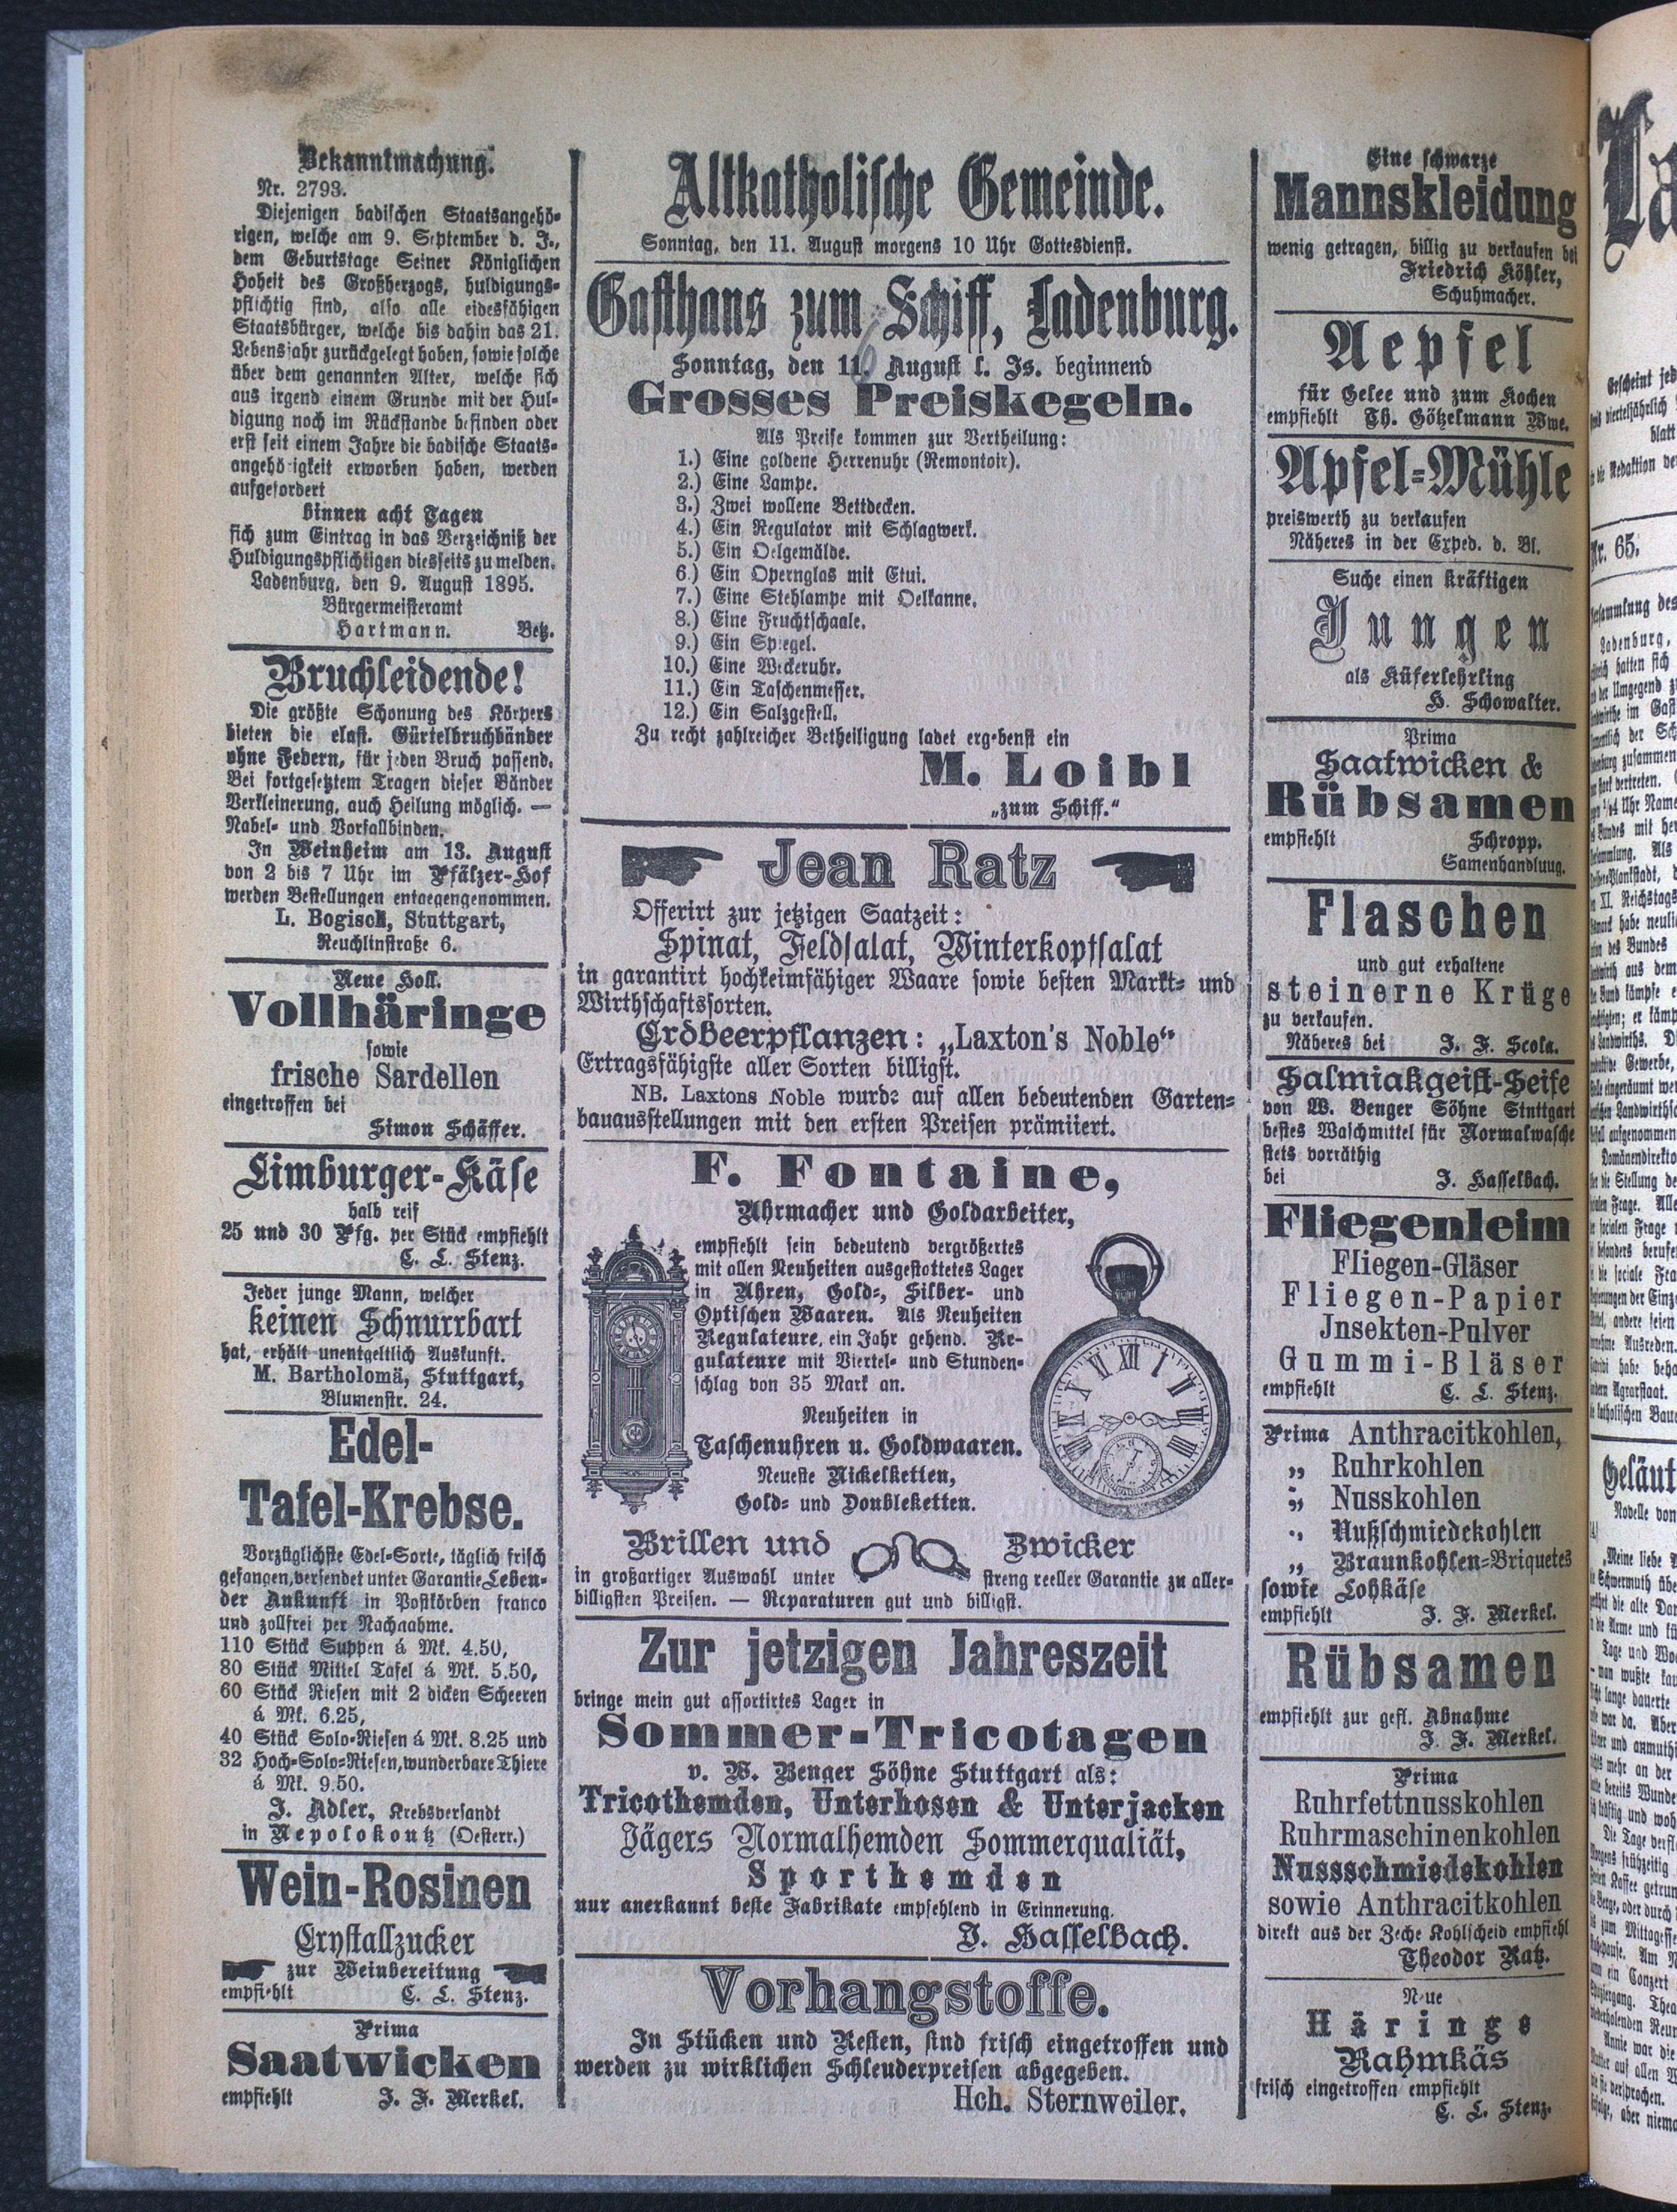 Bekanntmachung.
Nr. 2793.
Diejenigen badischen Staatsangehö-
rigen, welche am 9. September d. J.,
dem Geburtstage Seiner Königlichen
Hoheit des Großherzogs, huldigungs-
pflichtig sind, also alle eidesfähigen
Staatsbürger, welche bis dahin das 21.
Lebensjahr zurückgelegt haben, sowie solche
über dem genannten Alter, welche sich
aus irgend einem Grunde mit der Hul-
digung noch im Rückstande befinden oder
erst seit einem Jahre die badische Staats-
angehörigkeit erworben haben, werden
aufgefordert
binnen acht Tagen
sich zum Eintrag in das Verzeichniß der
Huldigungspflichtigen diesseits zu melden.
Ladenburg, den 9. August 1895.
Bürgermeisteramt
Hartmann. Betz.
Bruchleidende!
Die größte Schonung des Körpers
bieten die elast. Gürtelbruchbänder
ohne Federn, für jeden Bruch passend.
Bei fortgesetztem Tragen dieser Bänder
Verkleinerung, auch Heilung möglich. —
Nabel- und Vorfallbinden.
In Weinheim am 13. August
von 2 bis 7 Uhr im Pfälzer-Hof
werden Bestellungen entgegengenommen.
L. Bogisch, Stuttgart,
Reuchlinstraße 6.
Neue Holl.
Vollhäringe
sowie
frische Sardellen
eingetroffen bei
Simon Schäffer.
Limburger-Käse
halb reif
25 und 30 Pfg. per Stück empfiehlt
C. L. Stenz.
Jeder junge Mann, welcher
keinen Schnurrbart
hat, erhält unentgeltlich Auskunft.
M. Bartholomä, Stuttgart,
Blumenstr. 24.
Edel-
Tafel-Krebse.
Vorzüglichste Edel-Sorte, täglich frisch
gefangen, versendet unter Garantie Leben-
der Ankunft in Postkörben franco
und zollfrei per Nachnahme.
110 Stück Suppen á Mk. 4.50,
80 Stück Mittel Tafel á Mk. 5.50,
60 Stück Riesen mit 2 dicken Scheeren
á Mk. 6.25,
40 Stück Solo-Riesen á Mk. 8.25 und
32 Hoch-Solo-Riesen, wunderbare Thiere
á Mk. 9.50.
J. Adler, Krebsversandt
in Nepolokoutz (Oesterr.)
Wein-Rosinen
Crystallzucker
zur Weinbereitung
empfiehlt C. L. Stenz.
Prima
Saatwicken
empfiehlt J. F. Merkel.
Altkatholische Gemeinde.
Sonntag, den 11. August morgens 10 Uhr Gottesdienst.
Gasthaus zum Schiff, Ladenburg.
Sonntag, den 11. August l. Js. beginnend
Grosses Preiskegeln.
Als Preise kommen zur Vertheilung:
1.) Eine goldene Herrenuhr (Remontoir).
2.) Eine Lampe.
3.) Zwei wollene Bettdecken.
4.) Ein Regulator mit Schlagwerk.
5.) Ein Oelgemälde.
6.) Ein Opernglas mit Etui.
7.) Eine Stehlampe mit Oelkanne.
8.) Eine Fruchtschaale.
9.) Ein Spiegel.
10.) Eine Weckeruhr.
11.) Ein Taschenmesser.
12.) Ein Salzgestell.
Zu recht zahlreicher Betheiligung ladet ergebenst ein
M. Loibl
„zum Schiff.“
Jean Ratz
Offerirt zur jetzigen Saatzeit:
Spinat, Feldsalat, Winterkopfsalat
in garantirt hochkeimfähiger Waare sowie besten Markt- und
Wirthschaftssorten.
Erdbeerpflanzen: „Laxton's Noble“
Ertragsfähigste aller Sorten billigst.
NB. Laxtons Noble wurde auf allen bedeutenden Garten-
bauausstellungen mit den ersten Preisen prämiiert.
F. Fontaine,
Uhrmacher und Goldarbeiter,
empfiehlt sein bedeutend vergrößertes
mit allen Neuheiten ausgestattetes Lager
in Uhren, Gold-, Silber- und
Optischen Waaren. Als Neuheiten
Regulateure, ein Jahr gehend. Re-
gulateure mit Viertel- und Stunden-
schlag von 35 Mark an.
Neuheiten in
Taschenuhren u. Goldwaaren.
Neueste Nickelketten,
Gold- und Doubleketten.
Brillen und Zwicker
in großartiger Auswahl unter streng reeller Garantie zu aller-
billigsten Preisen. — Reparaturen gut und billigst.
Zur jetzigen Jahreszeit
bringe mein gut assortirtes Lager in
Sommer-Tricotagen
v. W. Benger Söhne Stuttgart als:
Tricothemden, Unterhosen & Unterjacken
Jägers Normalhemden Sommerqualiät,
Sporthemden
nur anerkannt beste Fabrikate empfehlend in Erinnerung.
J. Hasselbach.
Vorhangstoffe.
In Stücken und Resten, sind frisch eingetroffen und
werden zu wirklichen Schleuderpreisen abgegeben.
Hch. Sternweiler.
Eine schwarze
Mannskleidung
wenig getragen, billig zu verkaufen bei
Friedrich Köhler,
Schuhmacher.
Aepfel
für Gelee und zum Kochen
empfiehlt Th. Götzelmann Wwe.
Apfel-Mühle
preiswerth zu verkaufen
Näheres in der Exped. d. Bl.
Suche einen kräftigen
Jungen
als Küferlehrling
H. Schowalter.
Prima
Saatwicken &
Rübsamen
empfiehlt Schropp.
Samenhandluug.
Flaschen
und gut erhaltene
steinerne Krüge
zu verkaufen.
Näheres bei J. F. Scola.
Salmiakgeist-Seife
von W. Benger Söhne Stuttgart
bestes Waschmittel für Normalwäsche
stets vorräthig
bei J. Hasselbach.
Fliegenleim
Fliegen-Gläser
Fliegen-Papier
Jnsekten-Pulver
Gummi-Bläser
empfiehlt C. L. Stenz.
Prima Anthracitkohlen,
„ Ruhrkohlen
„ Nusskohlen
„ Nußschmiedekohlen
„ Braunkohlen-Briquetes
sowie Lohkäse
empfiehlt J. F. Merkel.
Rübsamen
empfiehlt zur gefl. Abnahme
J. F. Merkel.
Prima
Ruhrfettnusskohlen
Ruhrmaschinenkohlen
Nussschmiedekohlen
sowie Anthracitkohlen
direkt aus der Zeche Kohlscheid empfiehl
Theodor Ratz.
Neue
Häringe
Rahmkäs
frisch eingetroffen empfiehlt
C. L. Stenz.
Nr. 65.